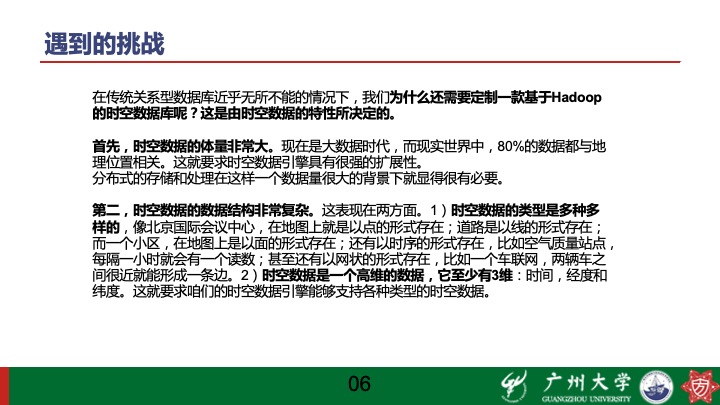 遇到的挑战
在传统关系型数据库近乎无所不能的情况下，我们为什么还需要定制一款基于Hadoop
的时空数据库呢？这是由时空数据的特性所决定的。
首先，时空数据的体量非常大。现在是大数据时代，而现实世界中，80%的数据都与地
理位置相关。这就要求时空数据引擎具有很强的扩展性。
分布式的存储和处理在这样一个数据量很大的背景下就显得很有必要。
第二，时空数据的数据结构非常复杂。这表现在两方面。1）时空数据的类型是多种多
样的，像北京国际会议中心，在地图上就是以点的形式存在；道路是以线的形式存在；
而一个小区，在地图上是以面的形式存在；还有以时序的形式存在，比如空气质量站点，
每隔一小时就会有一个读数；甚至还有以网状的形式存在，比如一个车联网，两辆车之
间很近就能形成一条边。2）时空数据是一个高维的数据，它至少有3维：时间，经度和
纬度。这就要求咱们的时空数据引擎能够支持各种类型的时空数据。
06
广州大学
GUANGZHOU UNIVERSITY